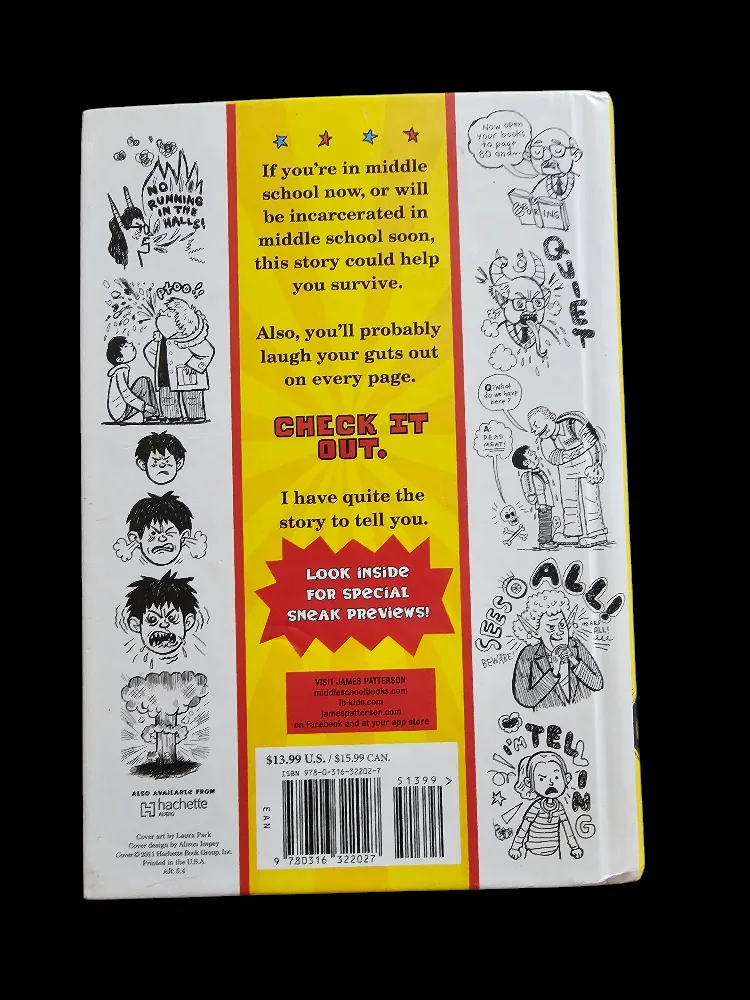 NO
RUNNING
IN THE
HALLS!
Ptooi!
ALSO AVAILABLE FROM
hachette
AUDIO
Cover art by Laura Park
Cover design by Alison Impey
Cover © 2011 Hachette Book Group, Inc.
Printed in the U.S.A.
AR: 5.4
If you're in middle
school now, or will
be incarcerated in
middle school soon,
this story could help
you survive.
Also, you'll probably
laugh your guts out
on every page.
CHECK IT
OUT.
I have quite the
story to tell you.
LOOK INSIDE
FOR SPECIAL
SNEAK PREVIEWS!
VISIT JAMES PATTERSON
middleschoolbooks.com
lb-kids.com
jamespatterson.com
on Facebook and at your app store
$13.99 U.S. / $15.99 CAN.
ISBN 978-0-316-32202-7
51399 >
EAN
9 780316 322027
Now open
your books
to page
80 and...
BORING
QUIET
Q: What
do we have
here?
A:
DEAD
MEAT!
SEES
ALL!
HEARS
ALL!
BEWARE!
I'M TELLING